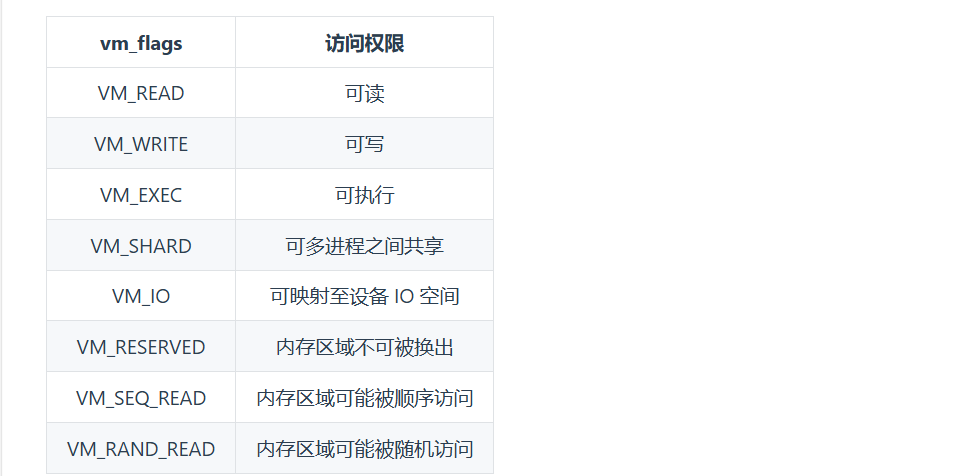 vm_flags 访问权限
VM_READ 可读
VM_WRITE 可写
VM_EXEC 可执行
VM_SHARD 可多进程之间共享
VM_IO 可映射至设备 IO 空间
VM_RESERVED 内存区域不可被换出
VM_SEQ_READ 内存区域可能被顺序访问
VM_RAND_READ 内存区域可能被随机访问